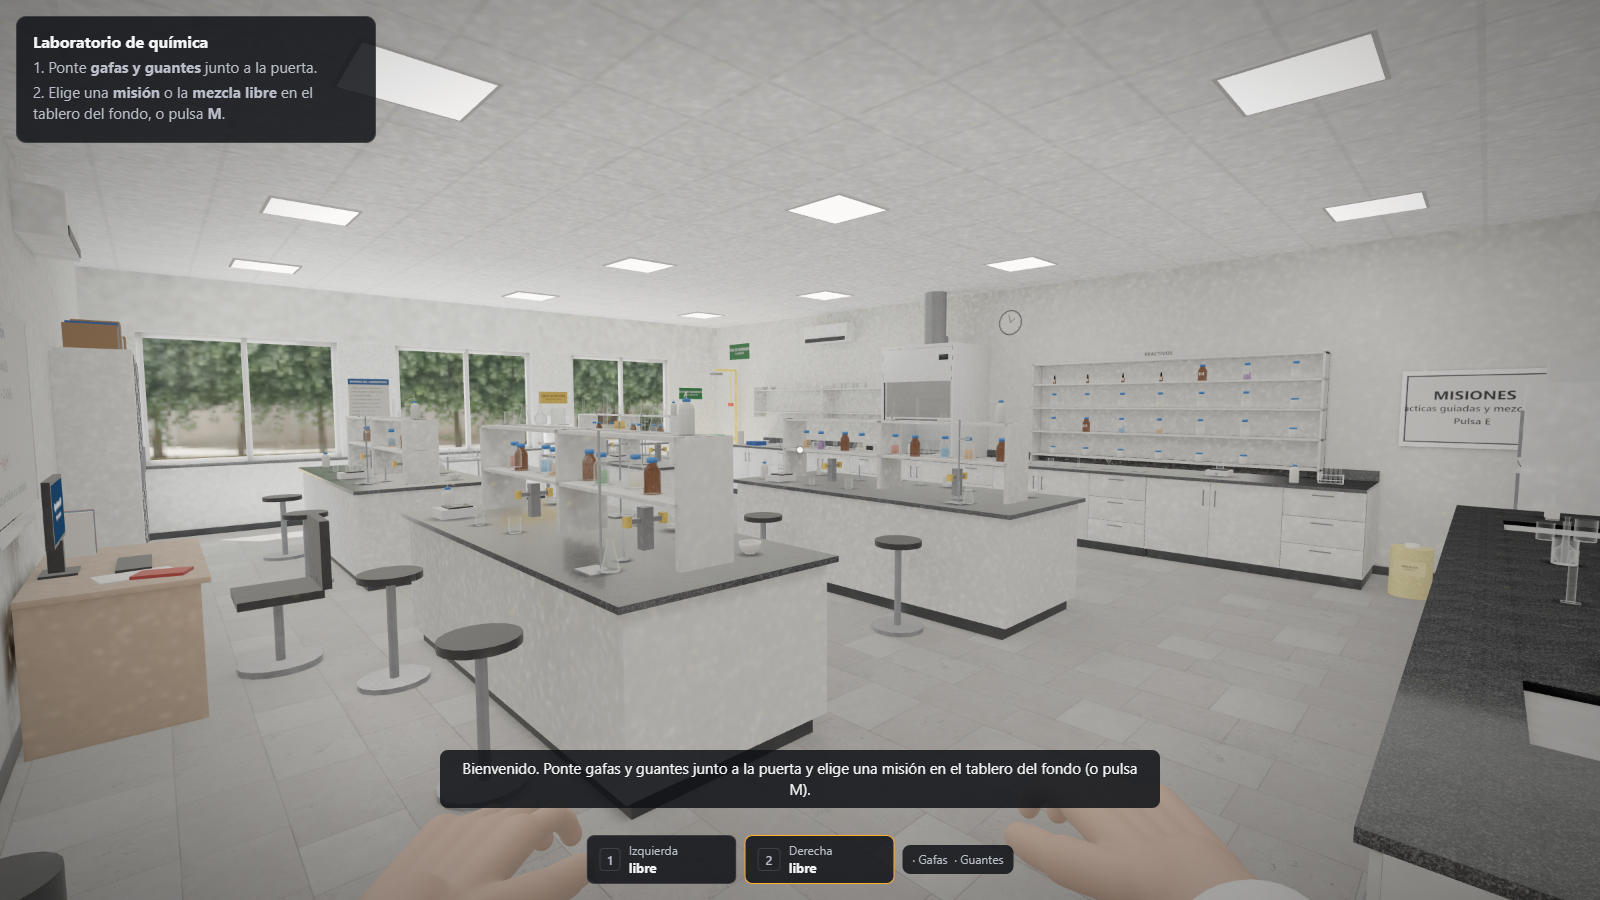 Laboratorio de química
1. Ponte gafas y guantes junto a la puerta.
2. Elige una misión o la mezcla libre en el
tablero del fondo, o pulsa M.
REACTIVOS
MISIONES
Pulsa E
Bienvenido. Ponte gafas y guantes junto a la puerta y elige una misión en el tablero del fondo (o pulsa
M).
1 Izquierda
libre
2 Derecha
libre
· Gafas · Guantes